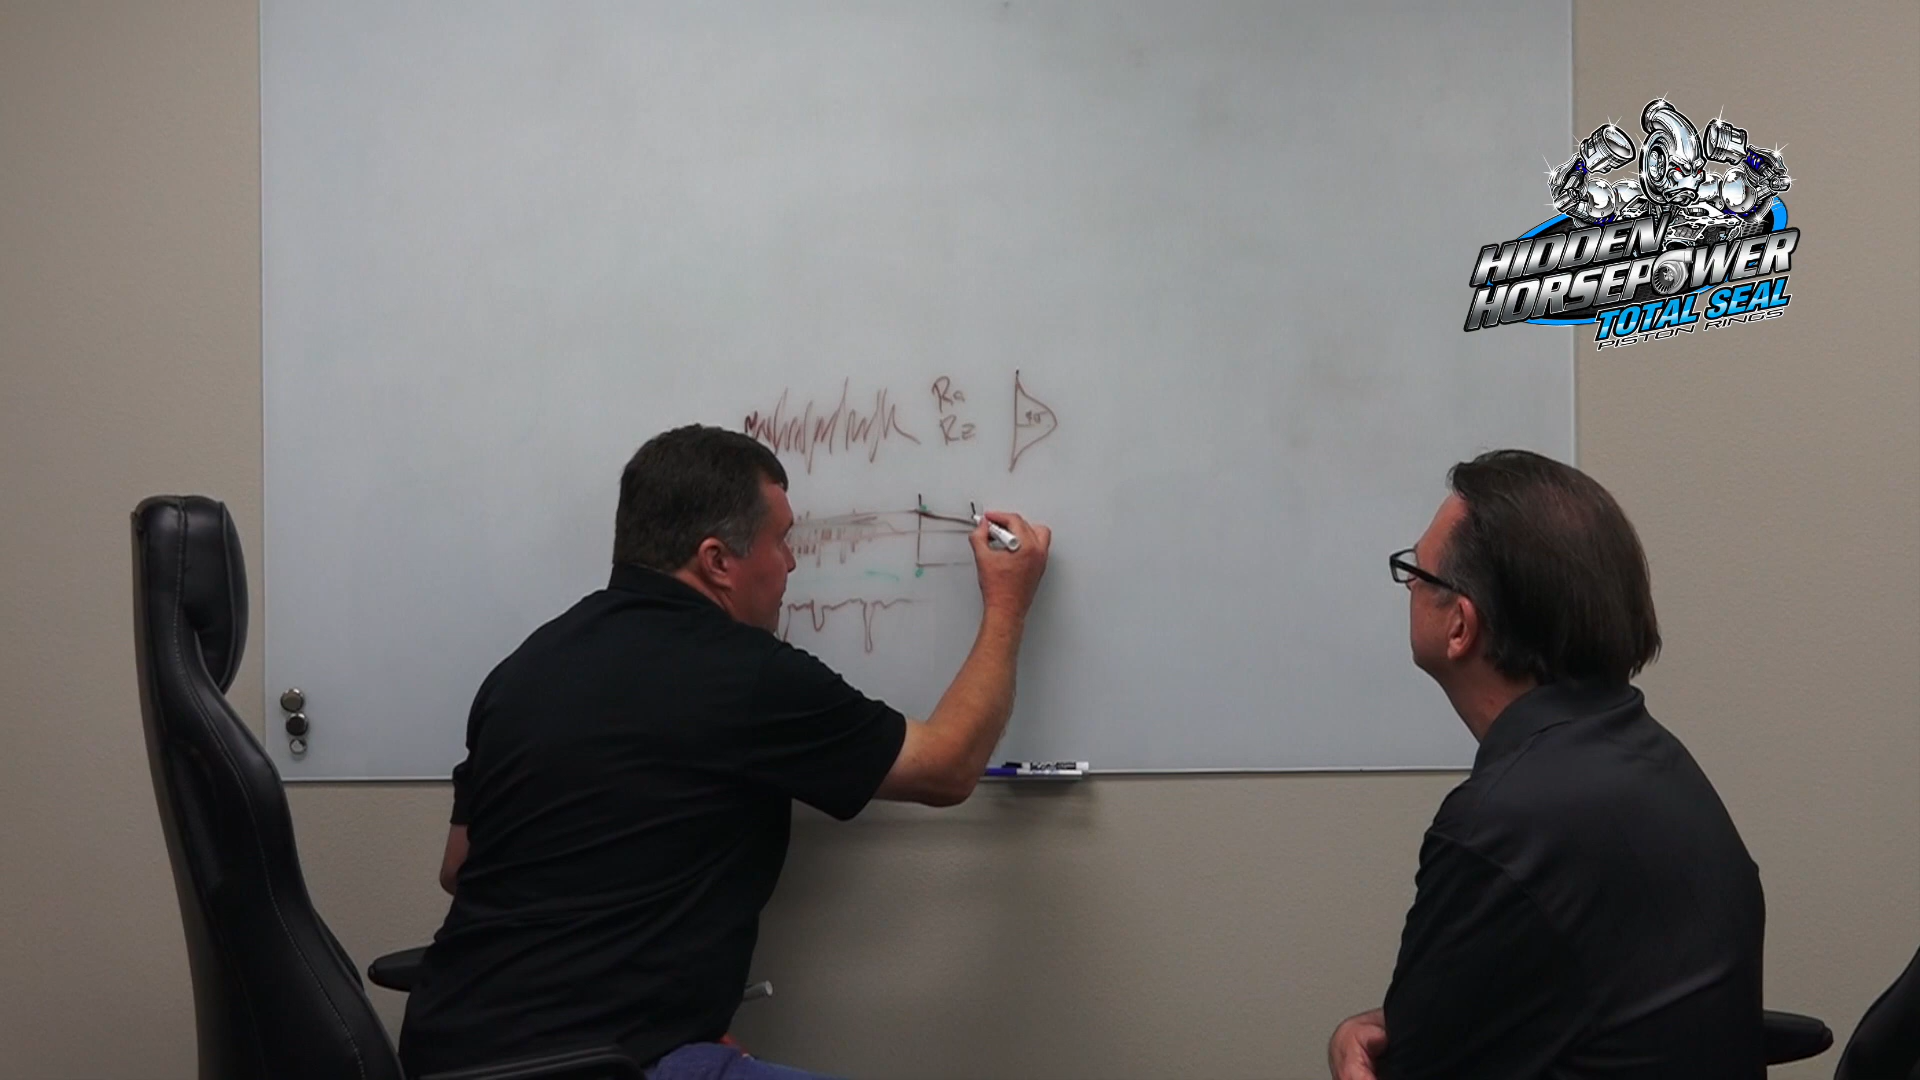 Ra
Rz
HIDDEN
HORSEPOWER
TOTAL SEAL
PISTON RINGS